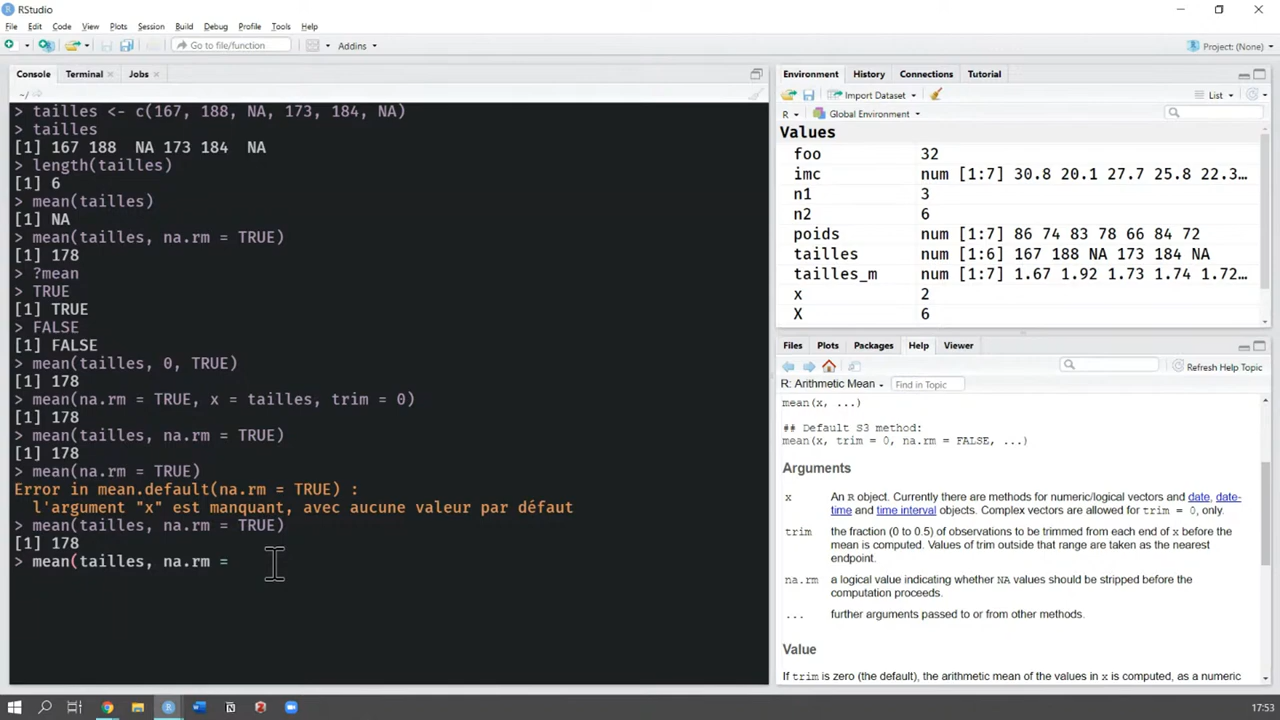 RStudio
File Edit Code View Plots Session Build Debug Profile Tools Help
Go to file/function Addins Project: (None)
Console Terminal Jobs
~/
> tailles <- c(167, 188, NA, 173, 184, NA)
> tailles
[1] 167 188  NA 173 184  NA
> length(tailles)
[1] 6
> mean(tailles)
[1] NA
> mean(tailles, na.rm = TRUE)
[1] 178
> ?mean
> TRUE
[1] TRUE
> FALSE
[1] FALSE
> mean(tailles, 0, TRUE)
[1] 178
> mean(na.rm = TRUE, x = tailles, trim = 0)
[1] 178
> mean(tailles, na.rm = TRUE)
[1] 178
> mean(na.rm = TRUE)
Error in mean.default(na.rm = TRUE) :
l'argument "x" est manquant, avec aucune valeur par défaut
> mean(tailles, na.rm = TRUE)
[1] 178
> mean(tailles, na.rm =
Environment History Connections Tutorial
Import Dataset List
R Global Environment
Values
foo 32
imc num [1:7] 30.8 20.1 27.7 25.8 22.3…
n1 3
n2 6
poids num [1:7] 86 74 83 78 66 84 72
tailles num [1:6] 167 188 NA 173 184 NA
tailles_m num [1:7] 1.67 1.92 1.73 1.74 1.72…
x 2
X 6
Files Plots Packages Help Viewer
Refresh Help Topic
R: Arithmetic Mean Find in Topic
mean(x, ...)
## Default S3 method:
mean(x, trim = 0, na.rm = FALSE, ...)
Arguments
x An R object. Currently there are methods for numeric/logical vectors and date, date-
time and time interval objects. Complex vectors are allowed for trim = 0, only.
trim the fraction (0 to 0.5) of observations to be trimmed from each end of x before the
mean is computed. Values of trim outside that range are taken as the nearest
endpoint.
na.rm a logical value indicating whether NA values should be stripped before the
computation proceeds.
... further arguments passed to or from other methods.
Value
If trim is zero (the default), the arithmetic mean of the values in x is computed, as a numeric
17:53